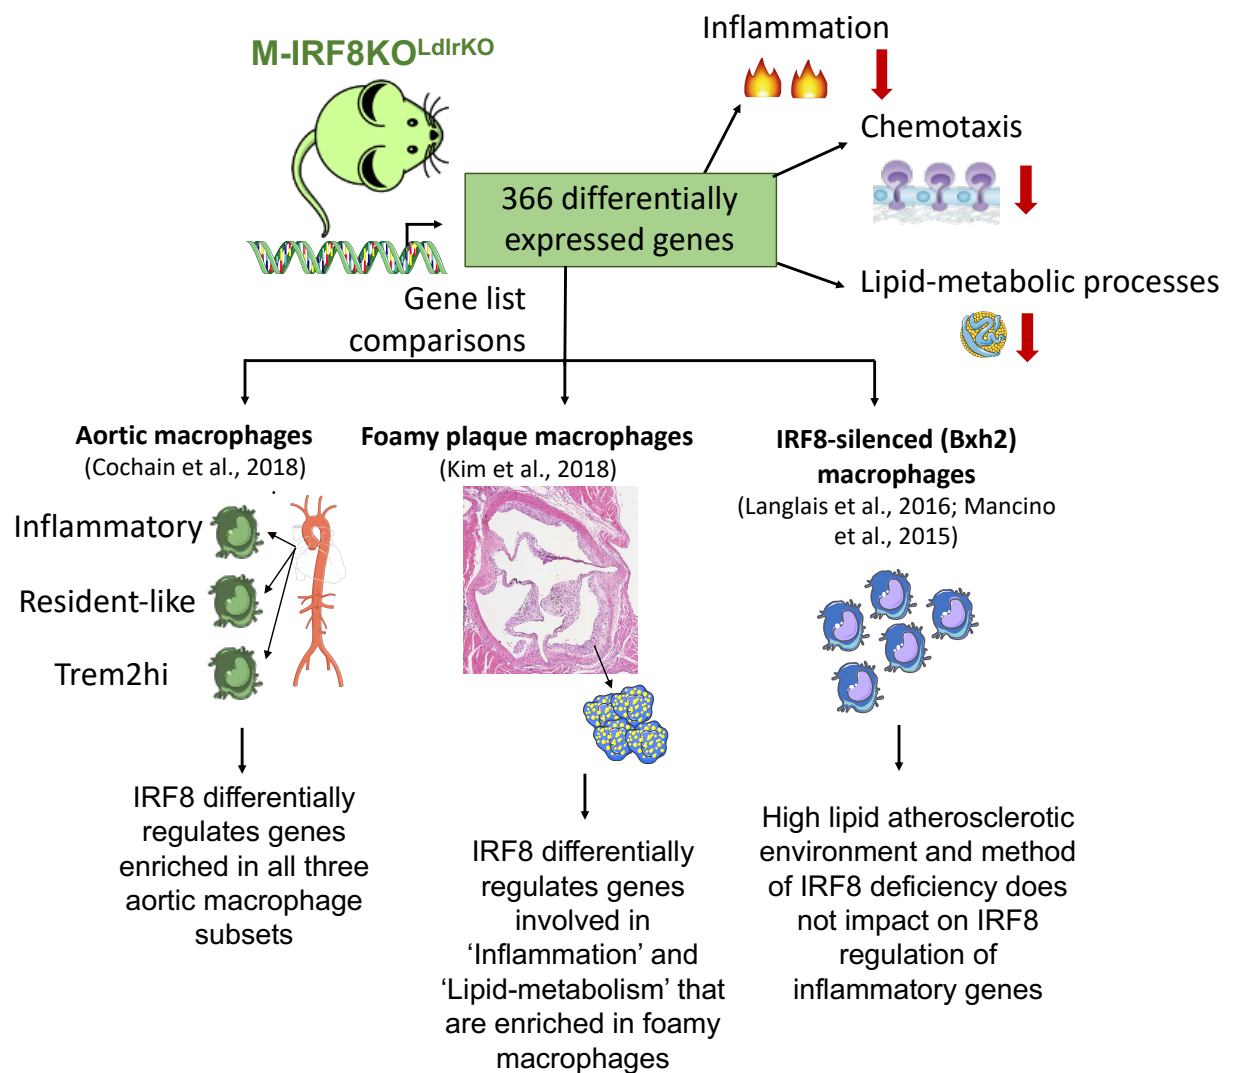 M-IRF8KO^LdlrKO
Inflammation
Chemotaxis
366 differentially
expressed genes
Lipid-metabolic processes
Gene list
comparisons
Aortic macrophages
(Cochain et al., 2018)
Inflammatory
Resident-like
Trem2hi
IRF8 differentially
regulates genes
enriched in all three
aortic macrophage
subsets
Foamy plaque macrophages
(Kim et al., 2018)
IRF8 differentially
regulates genes
involved in
‘Inflammation’ and
‘Lipid-metabolism’ that
are enriched in foamy
macrophages
IRF8-silenced (Bxh2)
macrophages
(Langlais et al., 2016; Mancino
et al., 2015)
High lipid atherosclerotic
environment and method
of IRF8 deficiency does
not impact on IRF8
regulation of
inflammatory genes